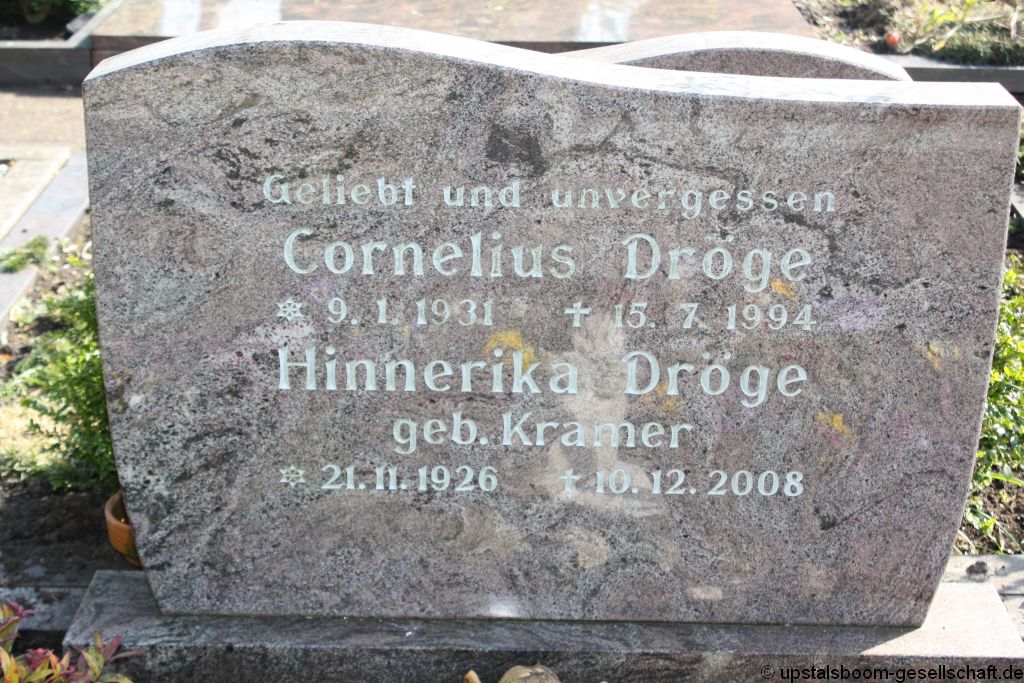 Geliebt und unvergessen
Cornelius Dröge
* 9. 1. 1931 † 15. 7. 1994
Hinnerika Dröge
geb. Kramer
* 21. 11. 1926 † 10. 12. 2008
© upstalsboom-gesellschaft.de